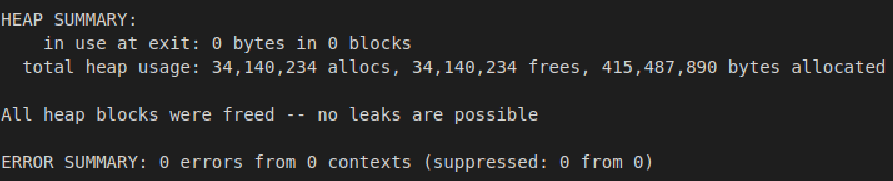 HEAP SUMMARY:
in use at exit: 0 bytes in 0 blocks
total heap usage: 34,140,234 allocs, 34,140,234 frees, 415,487,890 bytes allocated
All heap blocks were freed -- no leaks are possible
ERROR SUMMARY: 0 errors from 0 contexts (suppressed: 0 from 0)